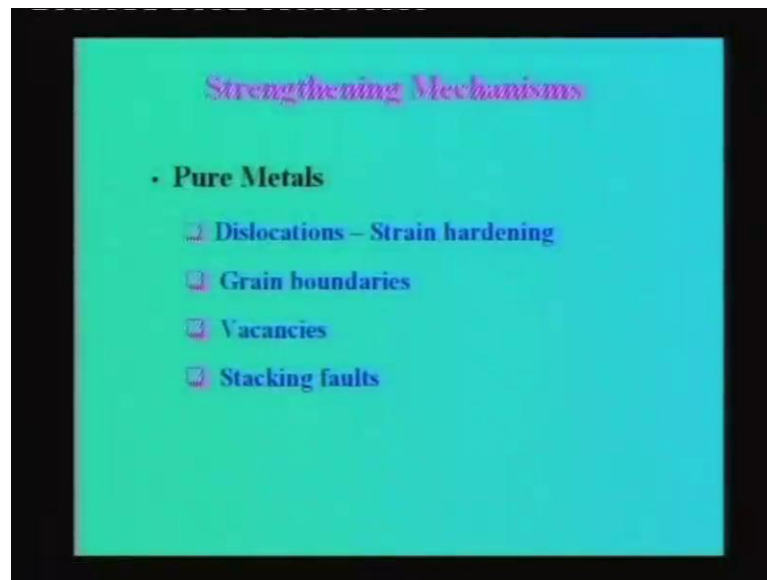 Strengthening Mechanisms
• Pure Metals
❑ Dislocations – Strain hardening
❑ Grain boundaries
❑ Vacancies
❑ Stacking faults